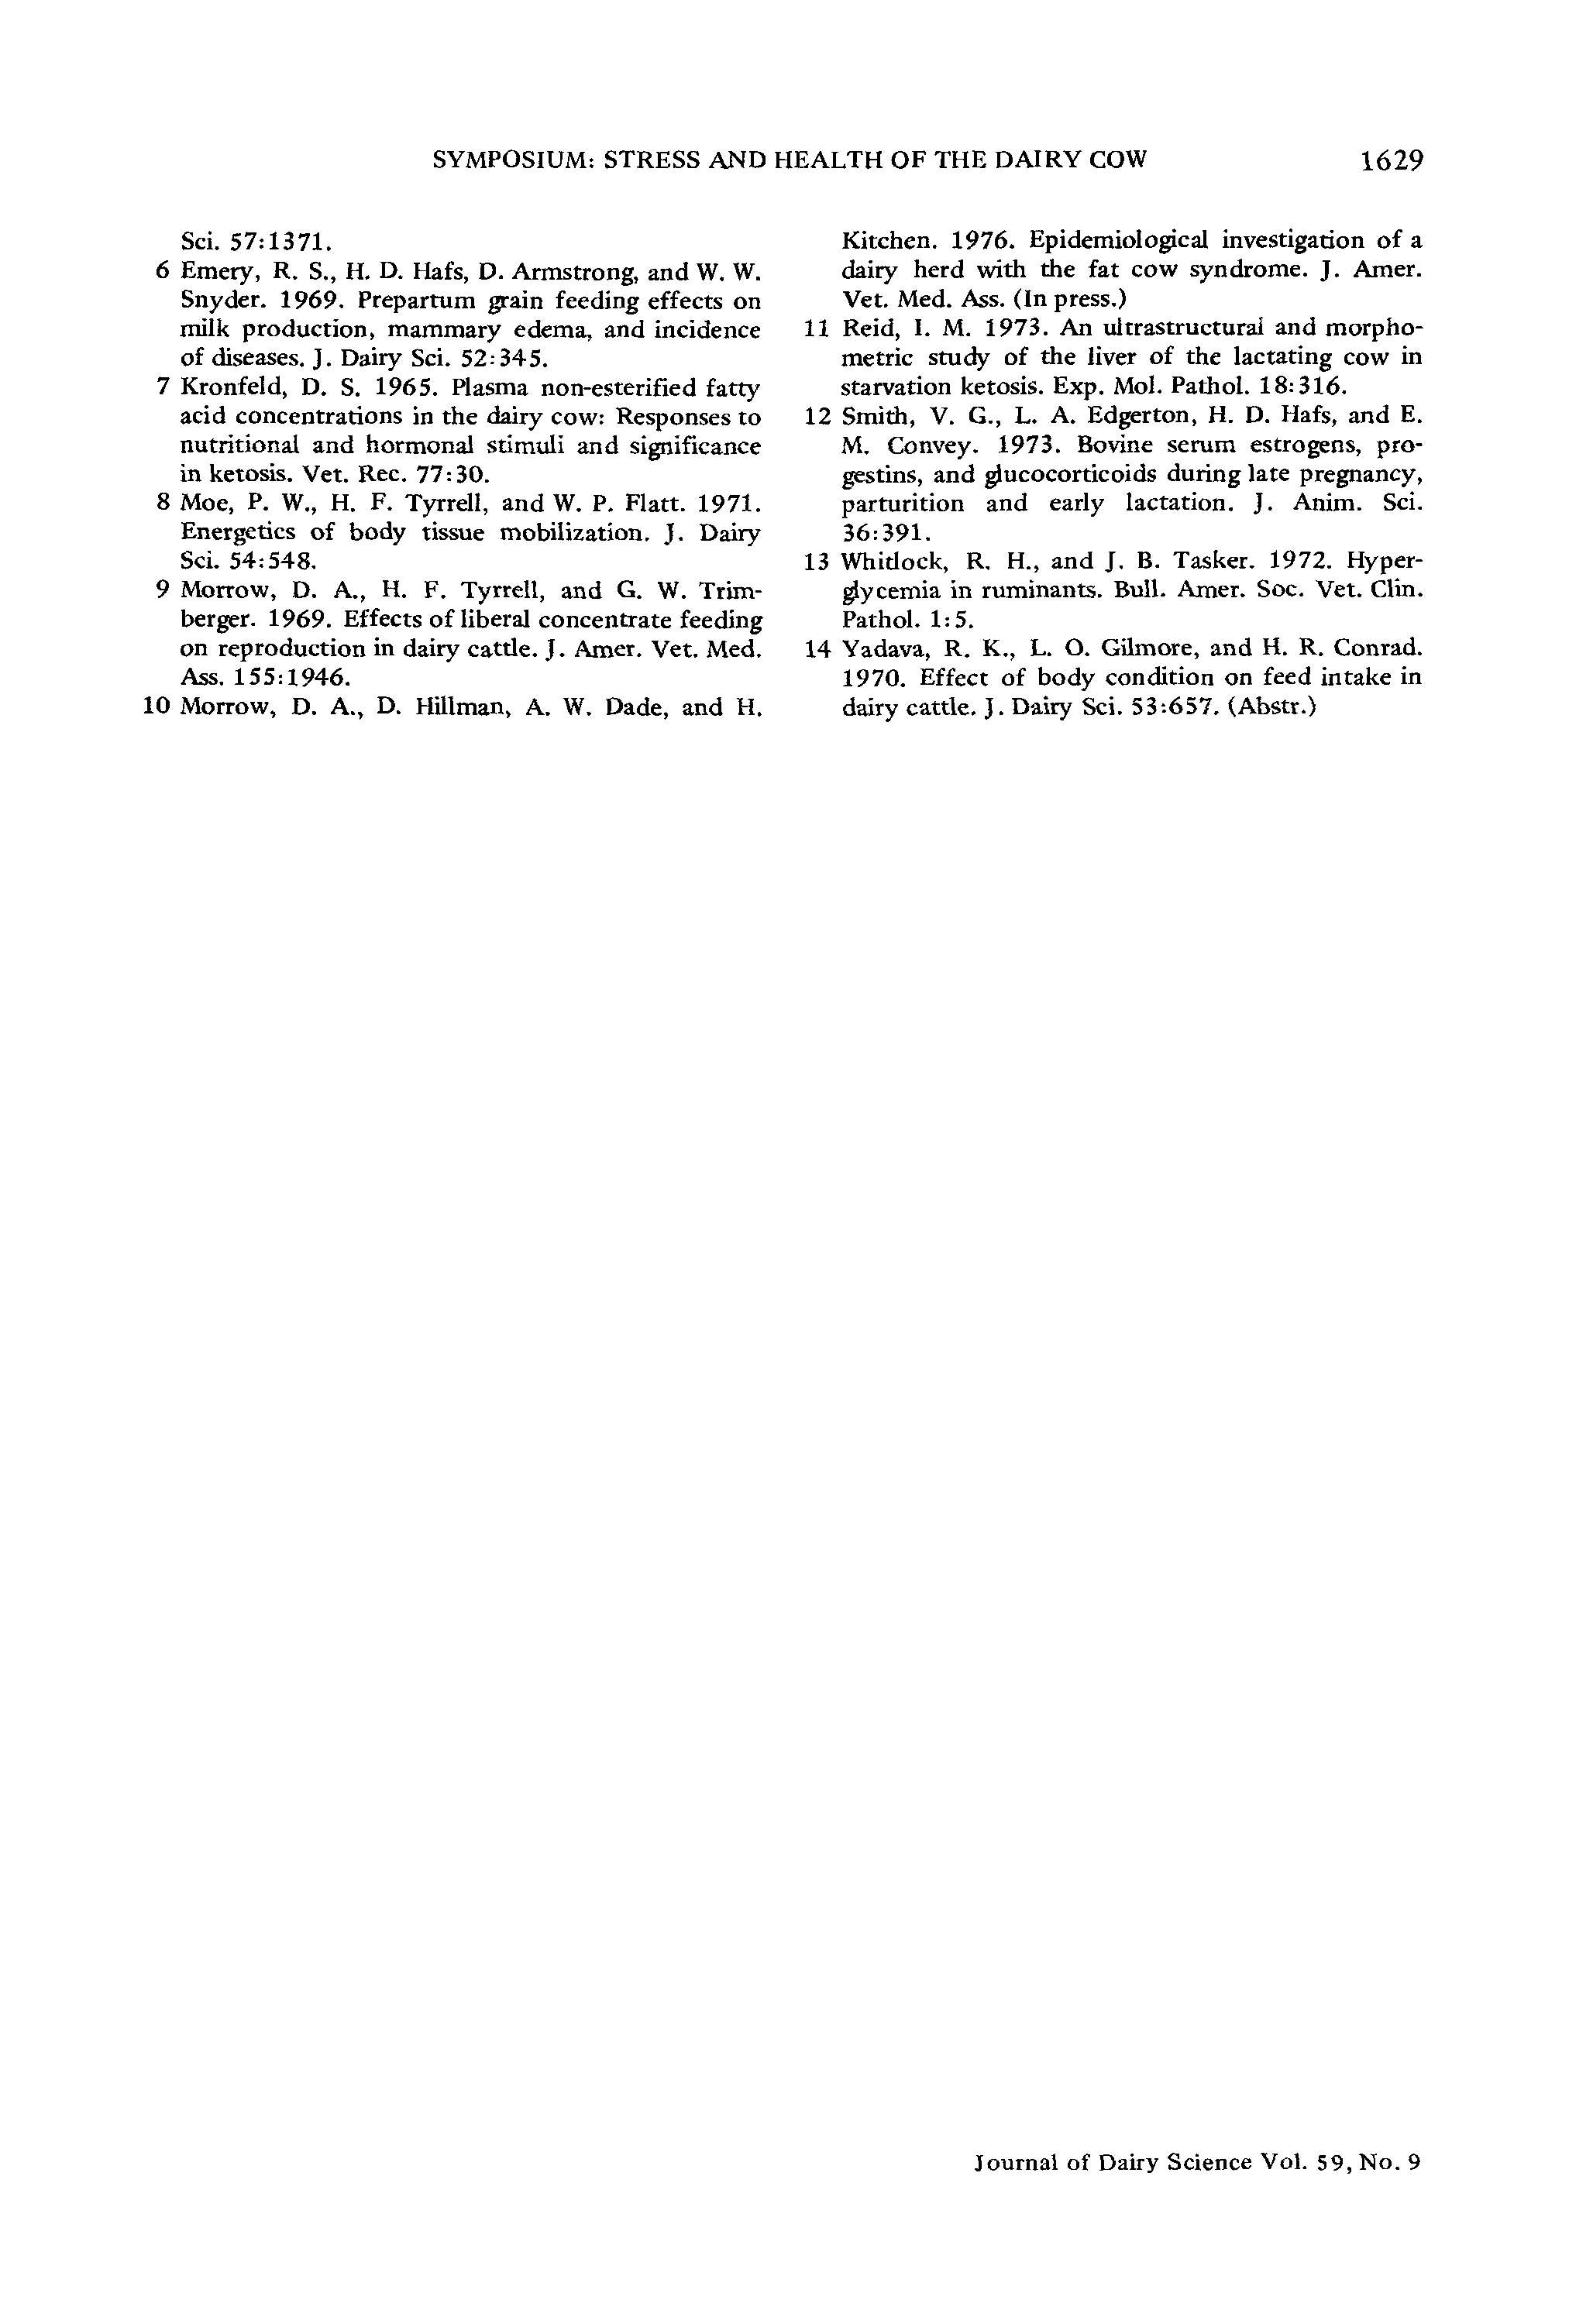 SYMPOSIUM: STRESS AND HEALTH OF THE DAIRY COW 1629
Sci. 57:1371.
6 Emery, R. S., H. D. Hafs, D. Armstrong, and W. W.
Snyder. 1969. Prepartum grain feeding effects on
milk production, mammary edema, and incidence
of diseases. J. Dairy Sci. 52:345.
7 Kronfeld, D. S. 1965. Plasma non-esterified fatty
acid concentrations in the dairy cow: Responses to
nutritional and hormonal stimuli and significance
in ketosis. Vet. Rec. 77:30.
8 Moe, P. W., H. F. Tyrrell, and W. P. Flatt. 1971.
Energetics of body tissue mobilization. J. Dairy
Sci. 54:548.
9 Morrow, D. A., H. F. Tyrrell, and G. W. Trim-
berger. 1969. Effects of liberal concentrate feeding
on reproduction in dairy cattle. J. Amer. Vet. Med.
Ass. 155:1946.
10 Morrow, D. A., D. Hillman, A. W. Dade, and H.
Kitchen. 1976. Epidemiological investigation of a
dairy herd with the fat cow syndrome. J. Amer.
Vet. Med. Ass. (In press.)
11 Reid, I. M. 1973. An ultrastructural and morpho-
metric study of the liver of the lactating cow in
starvation ketosis. Exp. Mol. Pathol. 18:316.
12 Smith, V. G., L. A. Edgerton, H. D. Hafs, and E.
M. Convey. 1973. Bovine serum estrogens, pro-
gestins, and glucocorticoids during late pregnancy,
parturition and early lactation. J. Anim. Sci.
36:391.
13 Whitlock, R. H., and J. B. Tasker. 1972. Hyper-
glycemia in ruminants. Bull. Amer. Soc. Vet. Clin.
Pathol. 1:5.
14 Yadava, R. K., L. O. Gilmore, and H. R. Conrad.
1970. Effect of body condition on feed intake in
dairy cattle. J. Dairy Sci. 53:657. (Abstr.)
Journal of Dairy Science Vol. 59, No. 9